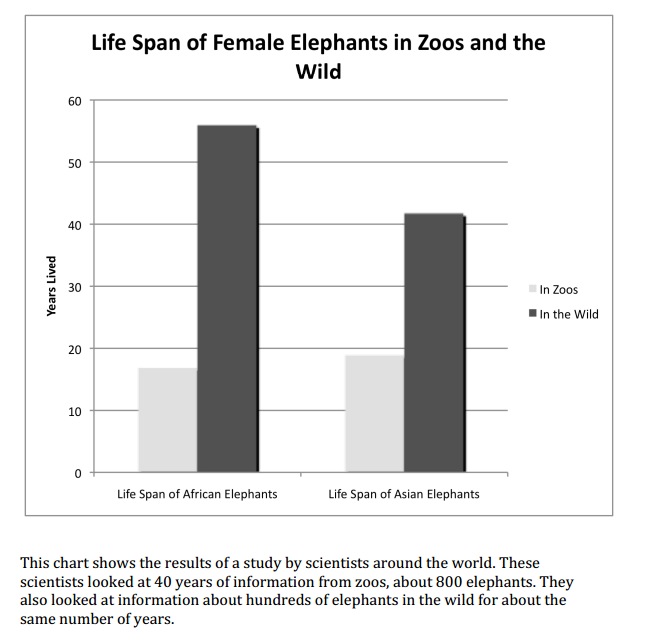 Life Span of Female Elephants in Zoos and the
Wild
60
50
40
30
20
10
0
Years Lived
In Zoos
In the Wild
Life Span of African Elephants
Life Span of Asian Elephants
This chart shows the results of a study by scientists around the world. These
scientists looked at 40 years of information from zoos, about 800 elephants. They
also looked at information about hundreds of elephants in the wild for about the
same number of years.